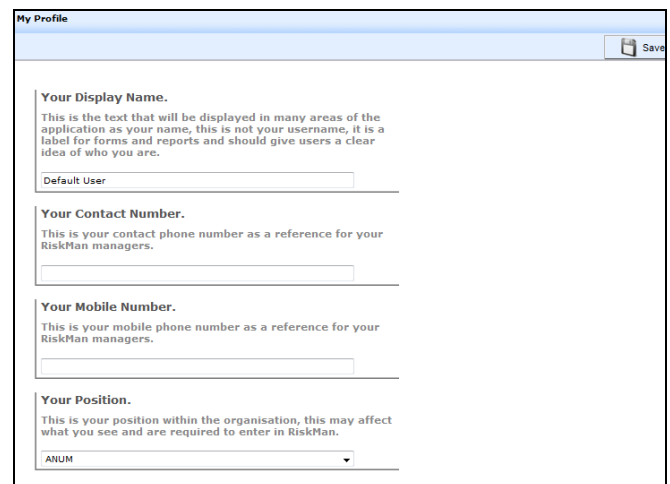 My Profile
Save
Your Display Name.
This is the text that will be displayed in many areas of the
application as your name, this is not your username, it is a
label for forms and reports and should give users a clear
idea of who you are.
Default User
Your Contact Number.
This is your contact phone number as a reference for your
RiskMan managers.
Your Mobile Number.
This is your mobile phone number as a reference for your
RiskMan managers.
Your Position.
This is your position within the organisation, this may affect
what you see and are required to enter in RiskMan.
ANUM